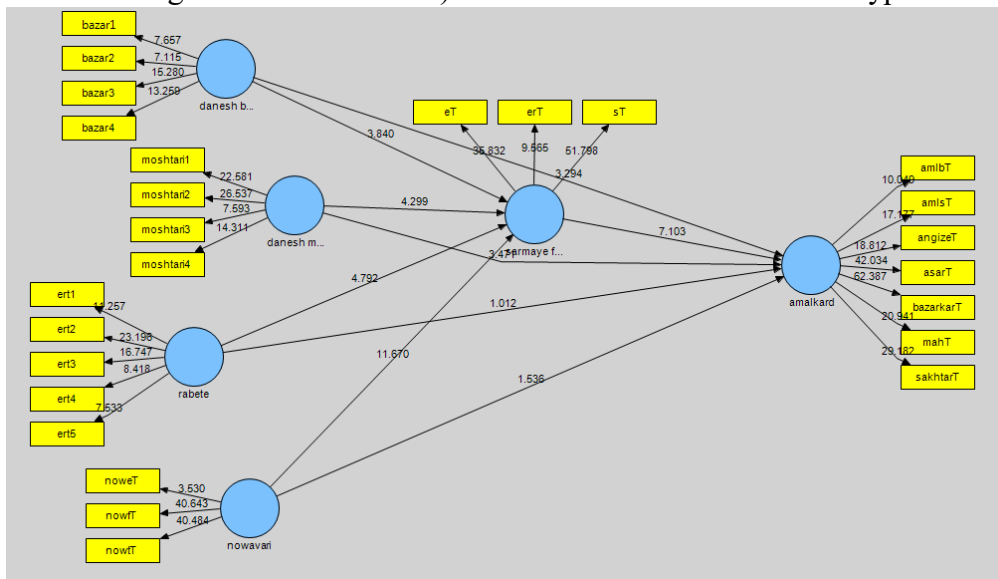 bazar1
7.657
bazar2
7.115
bazar3
15.280
bazar4
13.259
danesh b...
3.840
3.294
eT
erT
sT
35.832
9.565
51.798
moshtari1
22.581
moshtari2
26.537
moshtari3
7.593
moshtari4
14.311
danesh m...
4.299
3.471
sarmaye f...
7.103
amlbT
10.040
amlsT
17.177
angizeT
18.812
asarT
42.034
bazarkarT
62.387
mahT
20.941
sakhtarT
29.182
amalkard
ert1
11.257
ert2
23.196
ert3
16.747
ert4
8.418
ert5
7.533
rabete
4.792
1.012
11.670
1.536
noweT
3.530
nowfT
40.643
nowtT
40.484
nowavari